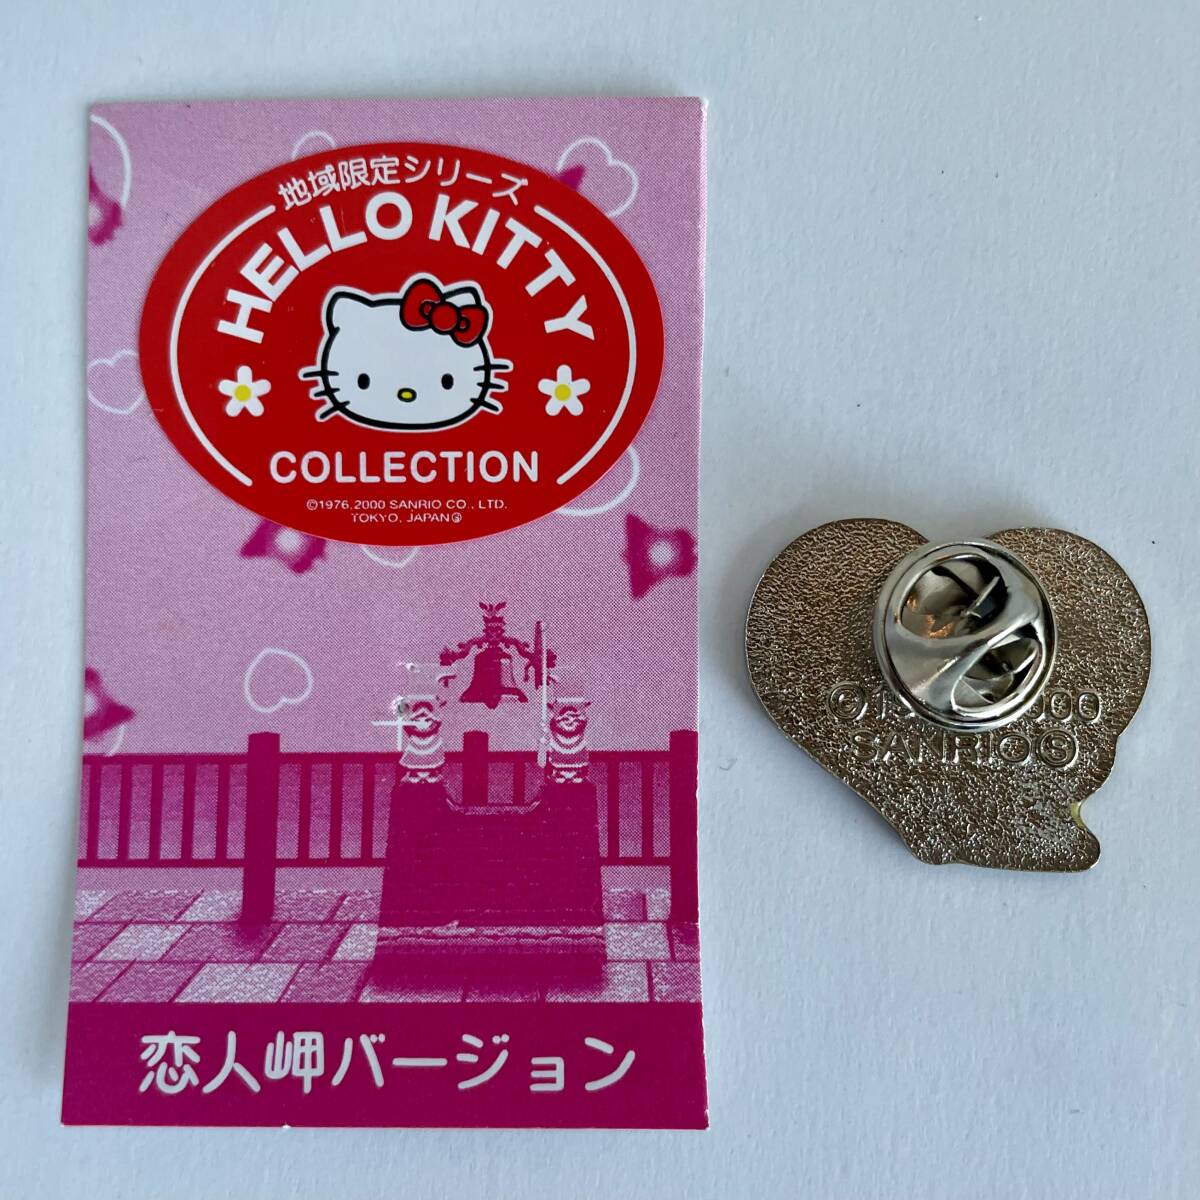 地域限定シリーズ
HELLO KITTY
COLLECTION
©1976,2000 SANRIO CO., LTD.
TOKYO, JAPAN Ⓢ
恋人岬バージョン
SANRIO Ⓢ